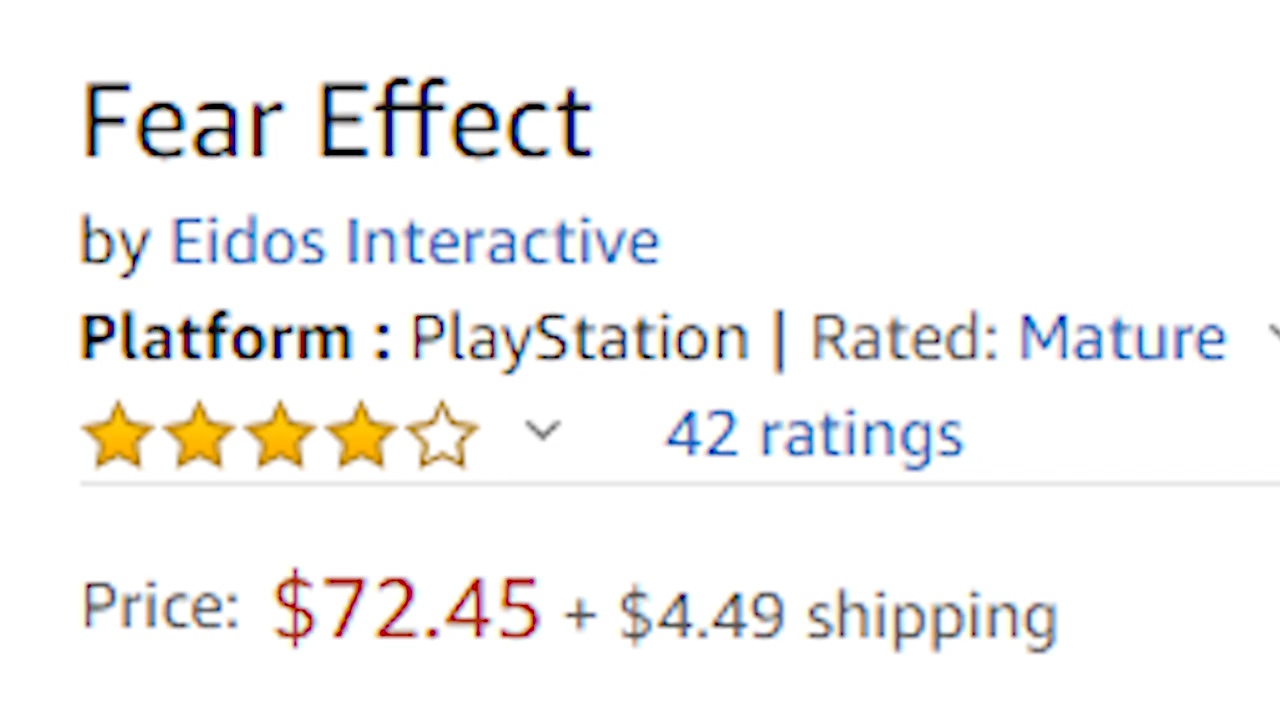 Fear Effect
by Eidos Interactive
Platform : PlayStation | Rated: Mature
42 ratings
Price: $72.45 + $4.49 shipping